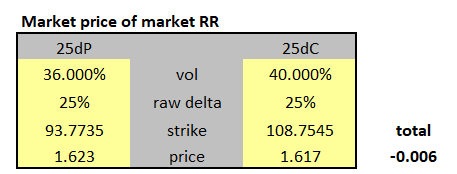 Market price of market RR
25dP 25dC
36.000% vol 40.000%
25% raw delta 25%
93.7735 strike 108.7545 total
1.623 price 1.617 -0.006